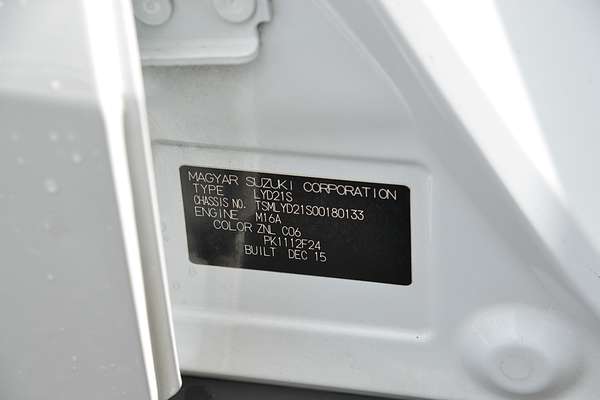 MAGYAR SUZUKI CORPORATION
TYPE LYD21S
CHASSIS NO. TSMLYD21S00180133
ENGINE M16A
COLOR ZNL C06
PK1112F24
BUILT DEC 15